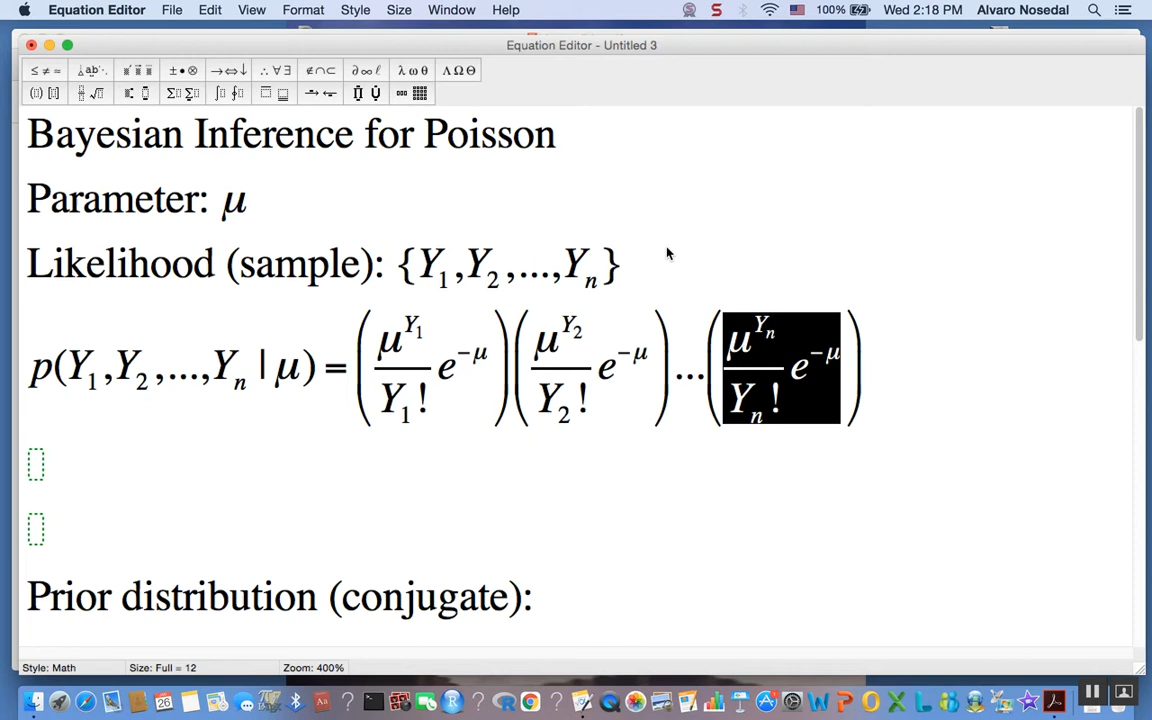 Equation Editor File Edit View Format Style Size Window Help 100% Wed 2:18 PM Alvaro Nosedal
Equation Editor - Untitled 3
Bayesian Inference for Poisson
Parameter: μ
Likelihood (sample): {Y₁,Y₂,...,Yₙ}
p(Y₁,Y₂,...,Yₙ | μ) = (μ^{Y₁}/Y₁! e^{−μ})(μ^{Y₂}/Y₂! e^{−μ})...(μ^{Yₙ}/Yₙ! e^{−μ})
Prior distribution (conjugate):
Style: Math Size: Full = 12 Zoom: 400%